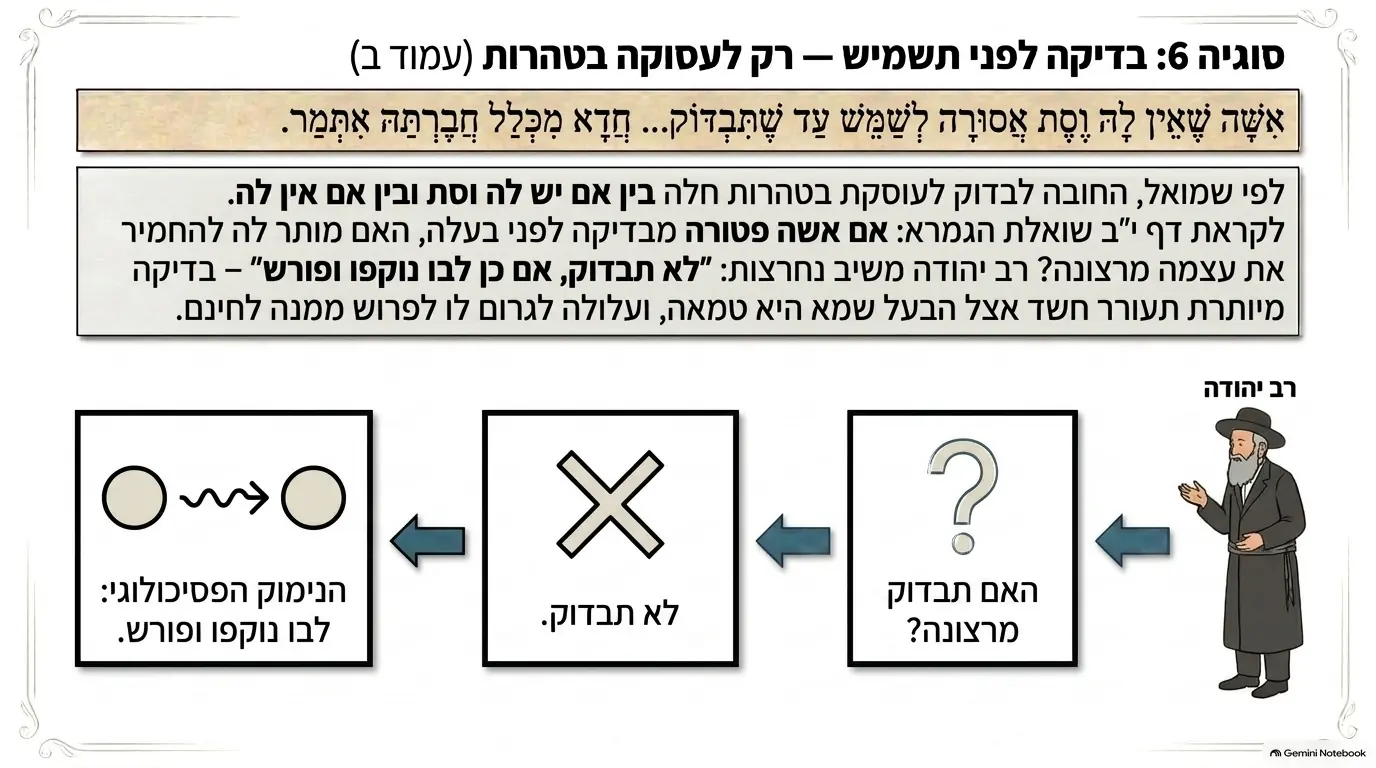 סוגיה 6: בדיקה לפני תשמיש — רק לעסוקה בטהרות (עמוד ב)
אִשָּׁה שֶׁאֵין לָהּ וֶסֶת אֲסוּרָה לְשַׁמֵּשׁ עַד שֶׁתִּבְדּוֹק... חֲדָא מִכְּלַל חֲבֶרְתַּהּ אִתְּמַר.
לפי שמואל, החובה לבדוק לעוסקת בטהרות חלה בין אם יש לה וסת ובין אם אין לה.
לקראת דף י״ב שואלת הגמרא: אם אשה פטורה מבדיקה לפני בעלה, האם מותר לה להחמיר
את עצמה מרצונה? רב יהודה משיב נחרצות: "לא תבדוק, אם כן לבו נוקפו ופורש" – בדיקה
מיותרת תעורר חשד אצל הבעל שמא היא טמאה, ועלולה לגרום לו לפרוש ממנה לחינם.
רב יהודה
האם תבדוק
מרצונה?
לא תבדוק.
הנימוק הפסיכולוגי:
לבו נוקפו ופורש.
Gemini Notebook